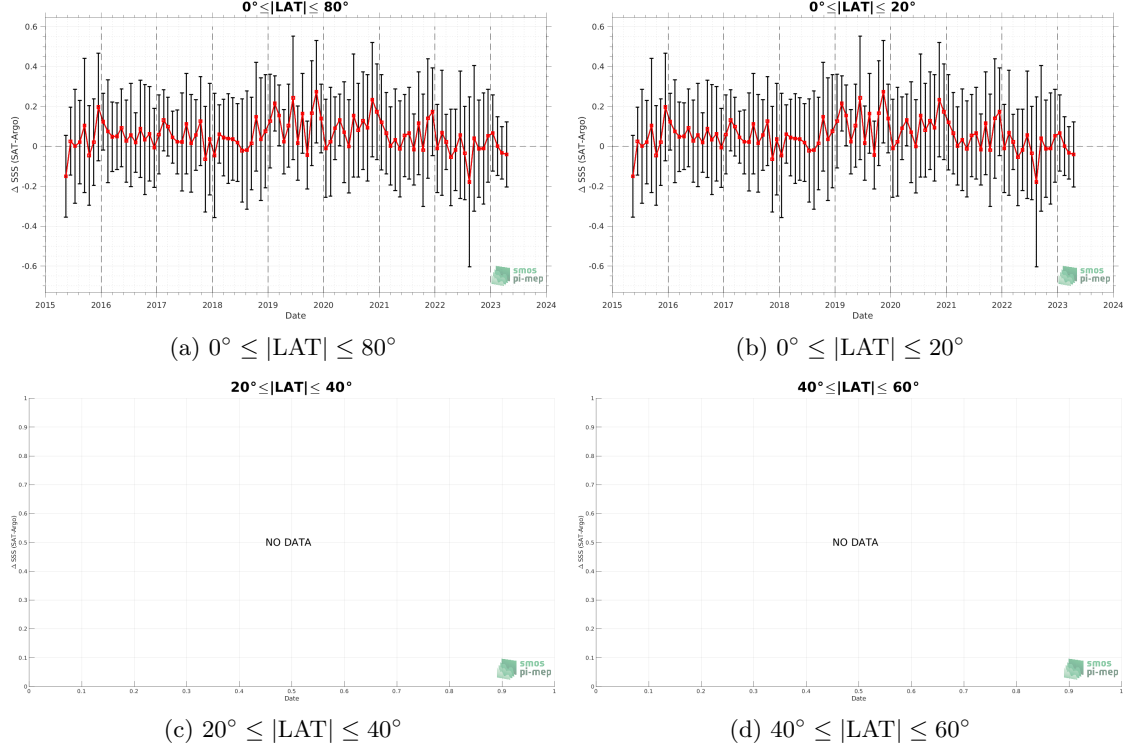 0°≤|LAT|≤ 80°
0.6
0.4
0.2
0
-0.2
-0.4
-0.6
Δ SSS (SAT-Argo)
2015 2016 2017 2018 2019 2020 2021 2022 2023 2024
Date
smos
pi-mep
(a) 0° ≤ |LAT| ≤ 80°
0°≤|LAT|≤ 20°
0.6
0.4
0.2
0
-0.2
-0.4
-0.6
Δ SSS (SAT-Argo)
2015 2016 2017 2018 2019 2020 2021 2022 2023 2024
Date
smos
pi-mep
(b) 0° ≤ |LAT| ≤ 20°
20°≤|LAT|≤ 40°
1
0.9
0.8
0.7
0.6
0.5
0.4
0.3
0.2
0.1
0
Δ SSS (SAT-Argo)
NO DATA
0 0.1 0.2 0.3 0.4 0.5 0.6 0.7 0.8 0.9 1
Date
smos
pi-mep
(c) 20° ≤ |LAT| ≤ 40°
40°≤|LAT|≤ 60°
1
0.9
0.8
0.7
0.6
0.5
0.4
0.3
0.2
0.1
0
Δ SSS (SAT-Argo)
NO DATA
0 0.1 0.2 0.3 0.4 0.5 0.6 0.7 0.8 0.9 1
Date
smos
pi-mep
(d) 40° ≤ |LAT| ≤ 60°